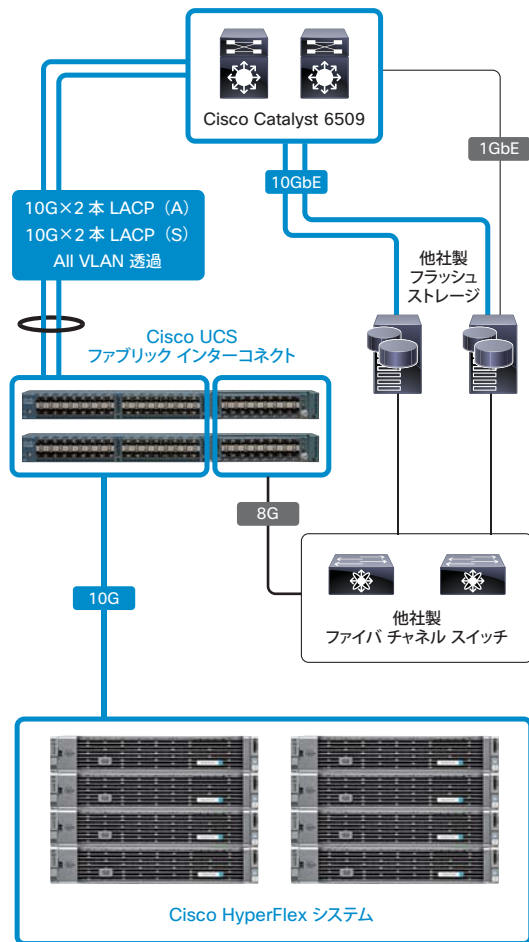 Cisco Catalyst 6509
1GbE
10GbE
10G×2 本 LACP（A）
10G×2 本 LACP（S）
All VLAN 透過
他社製
フラッシュ
ストレージ
Cisco UCS
ファブリック インターコネクト
8G
10G
他社製
ファイバ チャネル スイッチ
Cisco HyperFlex システム